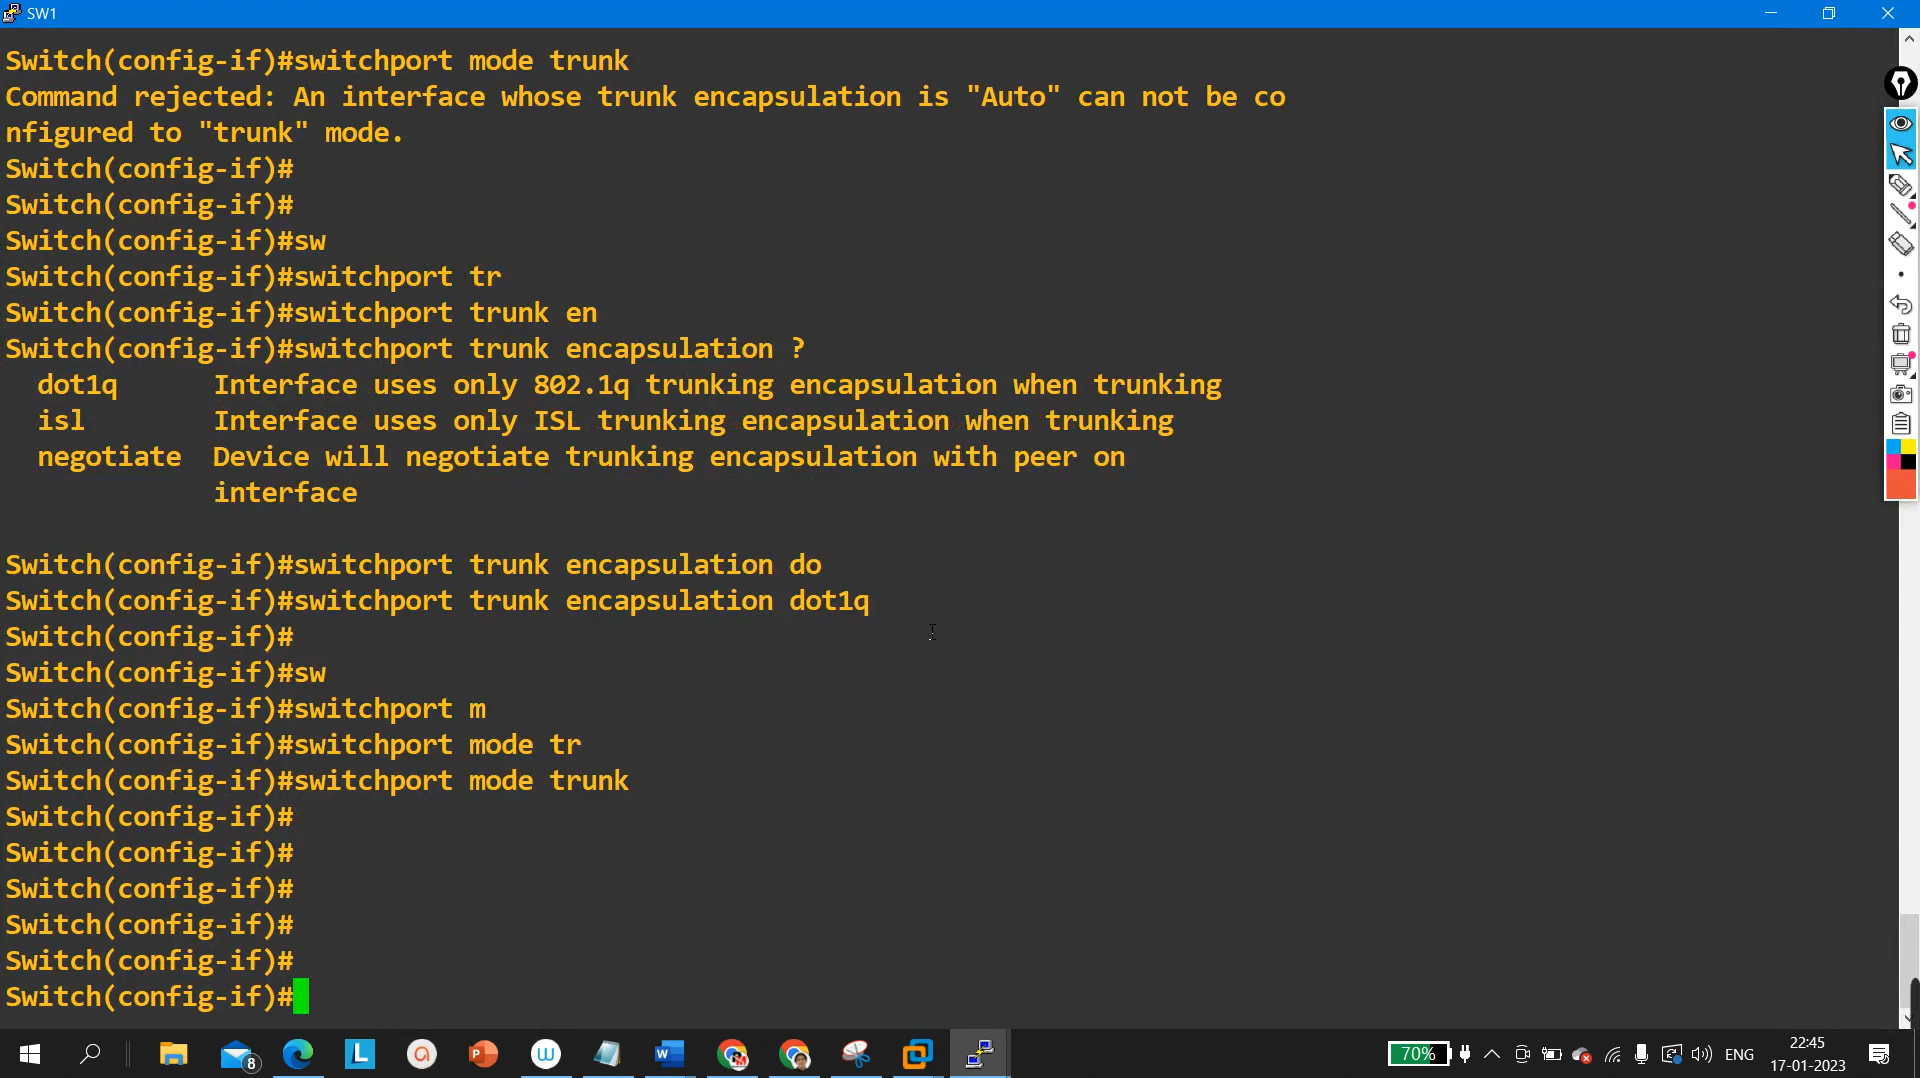 SW1
Switch(config-if)#switchport mode trunk
Command rejected: An interface whose trunk encapsulation is "Auto" can not be co
nfigured to "trunk" mode.
Switch(config-if)#
Switch(config-if)#
Switch(config-if)#sw
Switch(config-if)#switchport tr
Switch(config-if)#switchport trunk en
Switch(config-if)#switchport trunk encapsulation ?
  dot1q      Interface uses only 802.1q trunking encapsulation when trunking
  isl        Interface uses only ISL trunking encapsulation when trunking
  negotiate  Device will negotiate trunking encapsulation with peer on
             interface
Switch(config-if)#switchport trunk encapsulation do
Switch(config-if)#switchport trunk encapsulation dot1q
Switch(config-if)#
Switch(config-if)#sw
Switch(config-if)#switchport m
Switch(config-if)#switchport mode tr
Switch(config-if)#switchport mode trunk
Switch(config-if)#
Switch(config-if)#
Switch(config-if)#
Switch(config-if)#
Switch(config-if)#
Switch(config-if)#
8
L
a
P
W
W
M
70%
ENG
22:45
17-01-2023